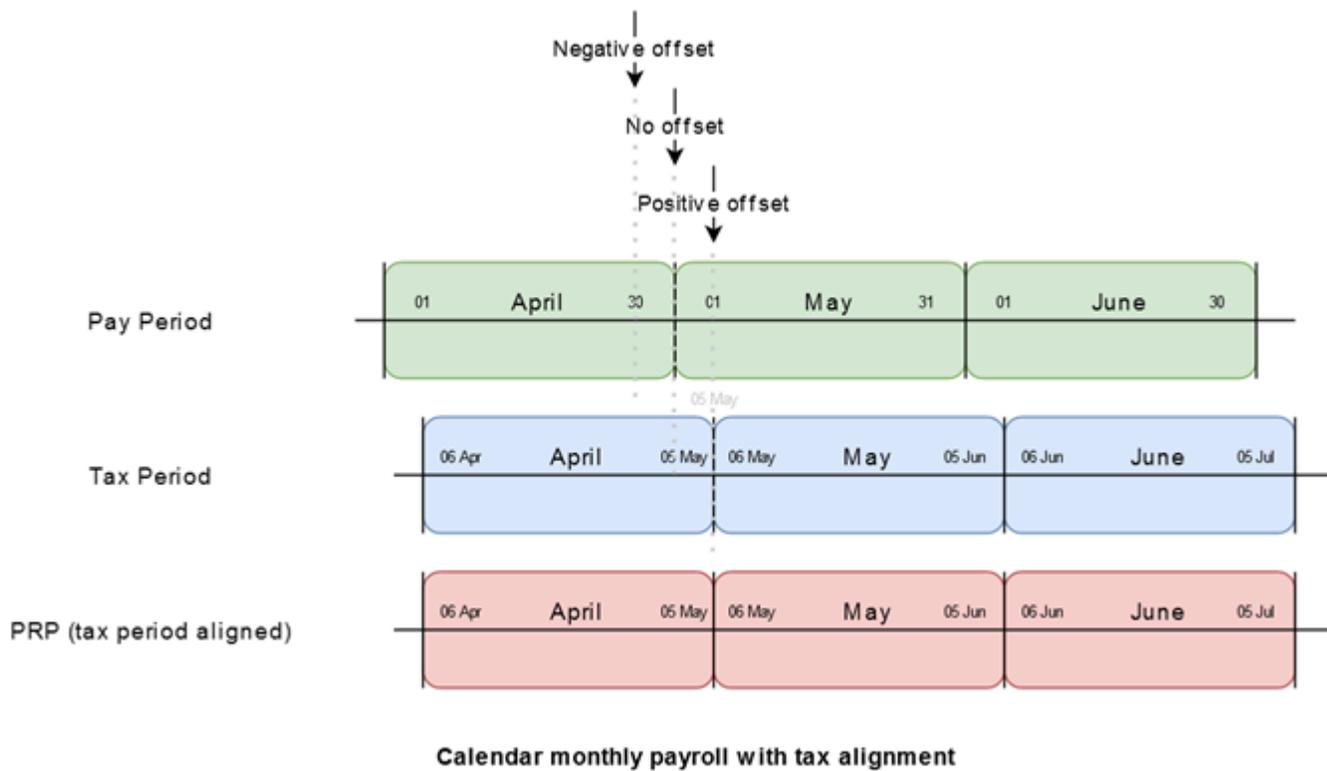 Negative offset
No offset
Positive offset
01 April 30 01 May 31 01 June 30
Pay Period
05 May
06 Apr April 05 May 06 May May 05 Jun 06 Jun June 05 Jul
Tax Period
06 Apr April 05 May 06 May May 05 Jun 06 Jun June 05 Jul
PRP (tax period aligned)
Calendar monthly payroll with tax alignment